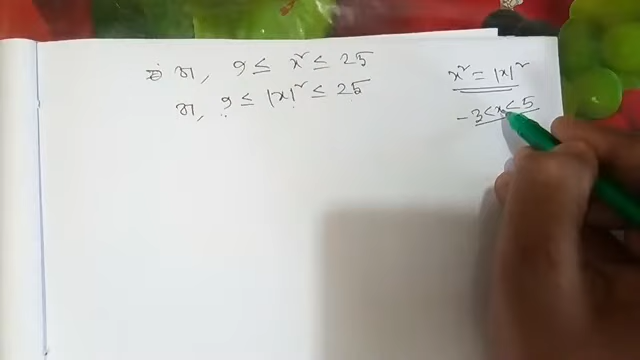 বা, 9 ≤ x² ≤ 25
বা, 9 ≤ |x|² ≤ 25
x² = |x|²
-3 < x < 5